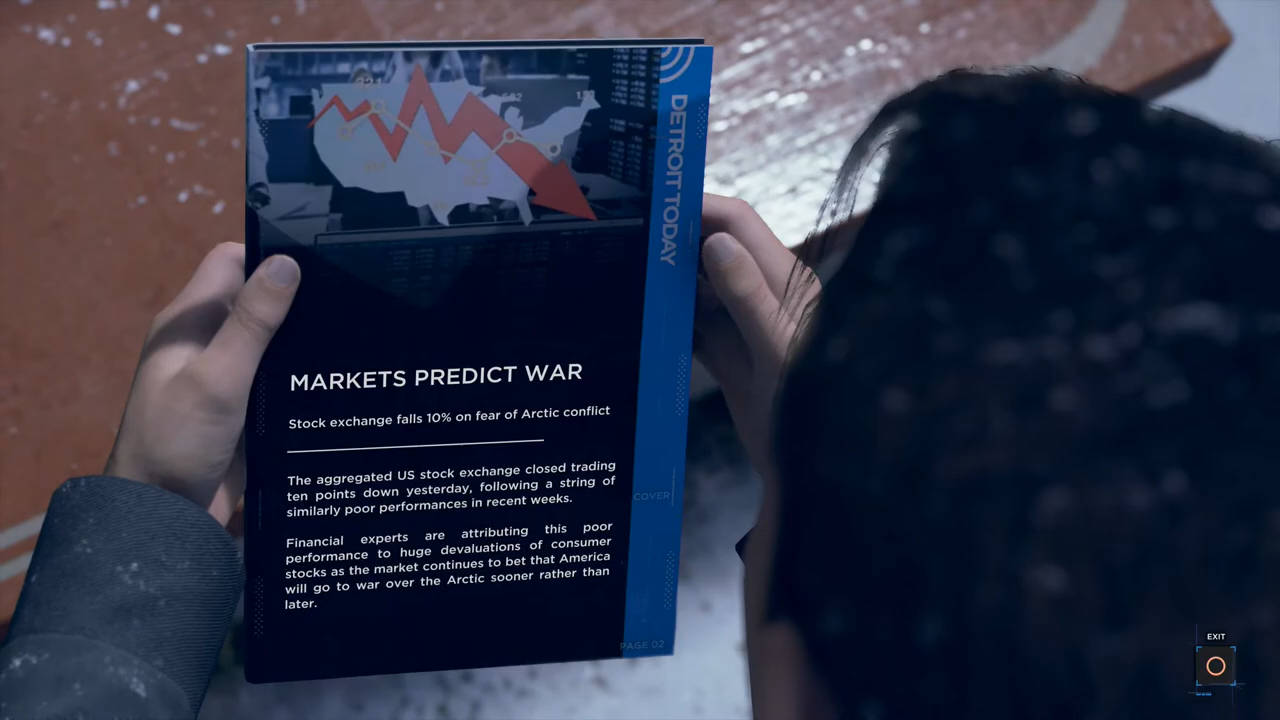 DETROIT TODAY
MARKETS PREDICT WAR
Stock exchange falls 10% on fear of Arctic conflict
The aggregated US stock exchange closed trading
ten points down yesterday, following a string of
similarly poor performances in recent weeks.
Financial experts are attributing this poor
performance to huge devaluations of consumer
stocks as the market continues to bet that America
will go to war over the Arctic sooner rather than
later.
COVER
PAGE 02
EXIT